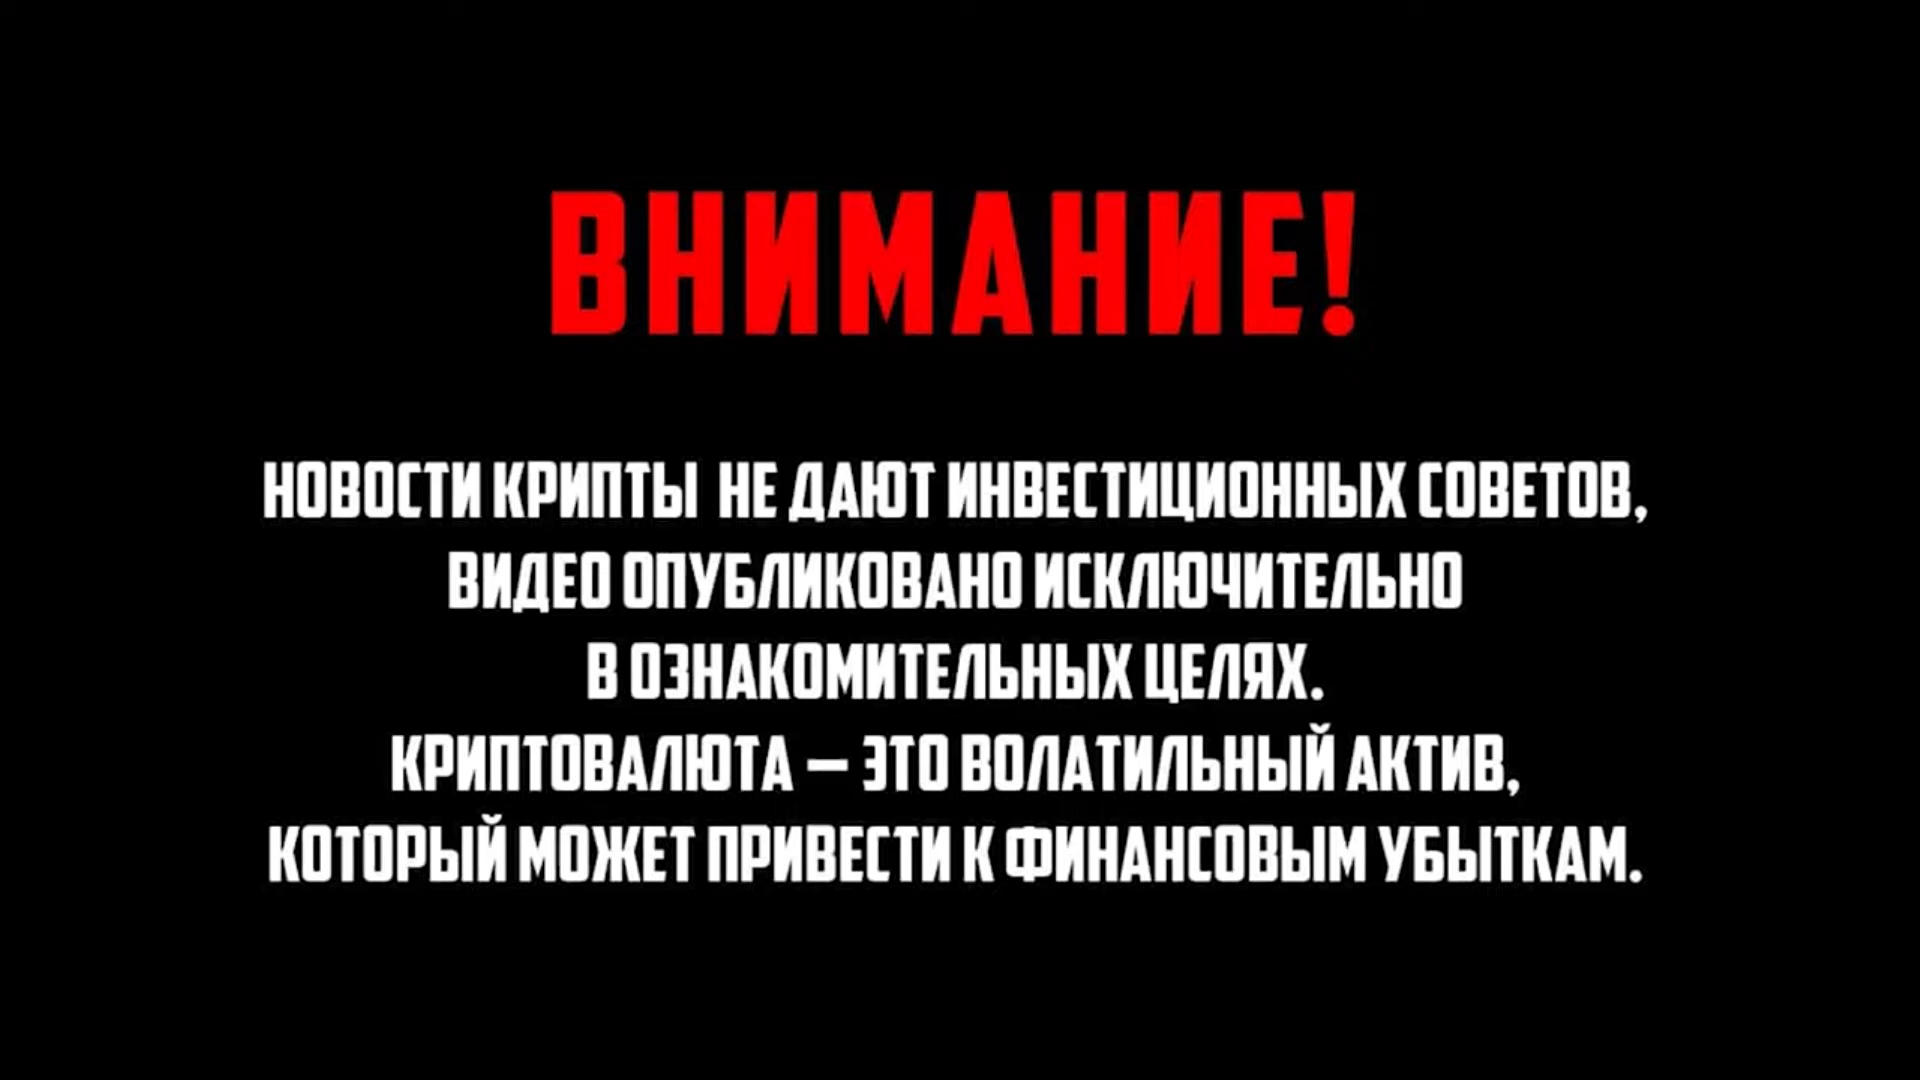 ВНИМАНИЕ!
НОВОСТИ КРИПТЫ НЕ ДАЮТ ИНВЕСТИЦИОННЫХ СОВЕТОВ,
ВИДЕО ОПУБЛИКОВАНО ИСКЛЮЧИТЕЛЬНО
В ОЗНАКОМИТЕЛЬНЫХ ЦЕЛЯХ.
КРИПТОВАЛЮТА – ЭТО ВОЛАТИЛЬНЫЙ АКТИВ,
КОТОРЫЙ МОЖЕТ ПРИВЕСТИ К ФИНАНСОВЫМ УБЫТКАМ.